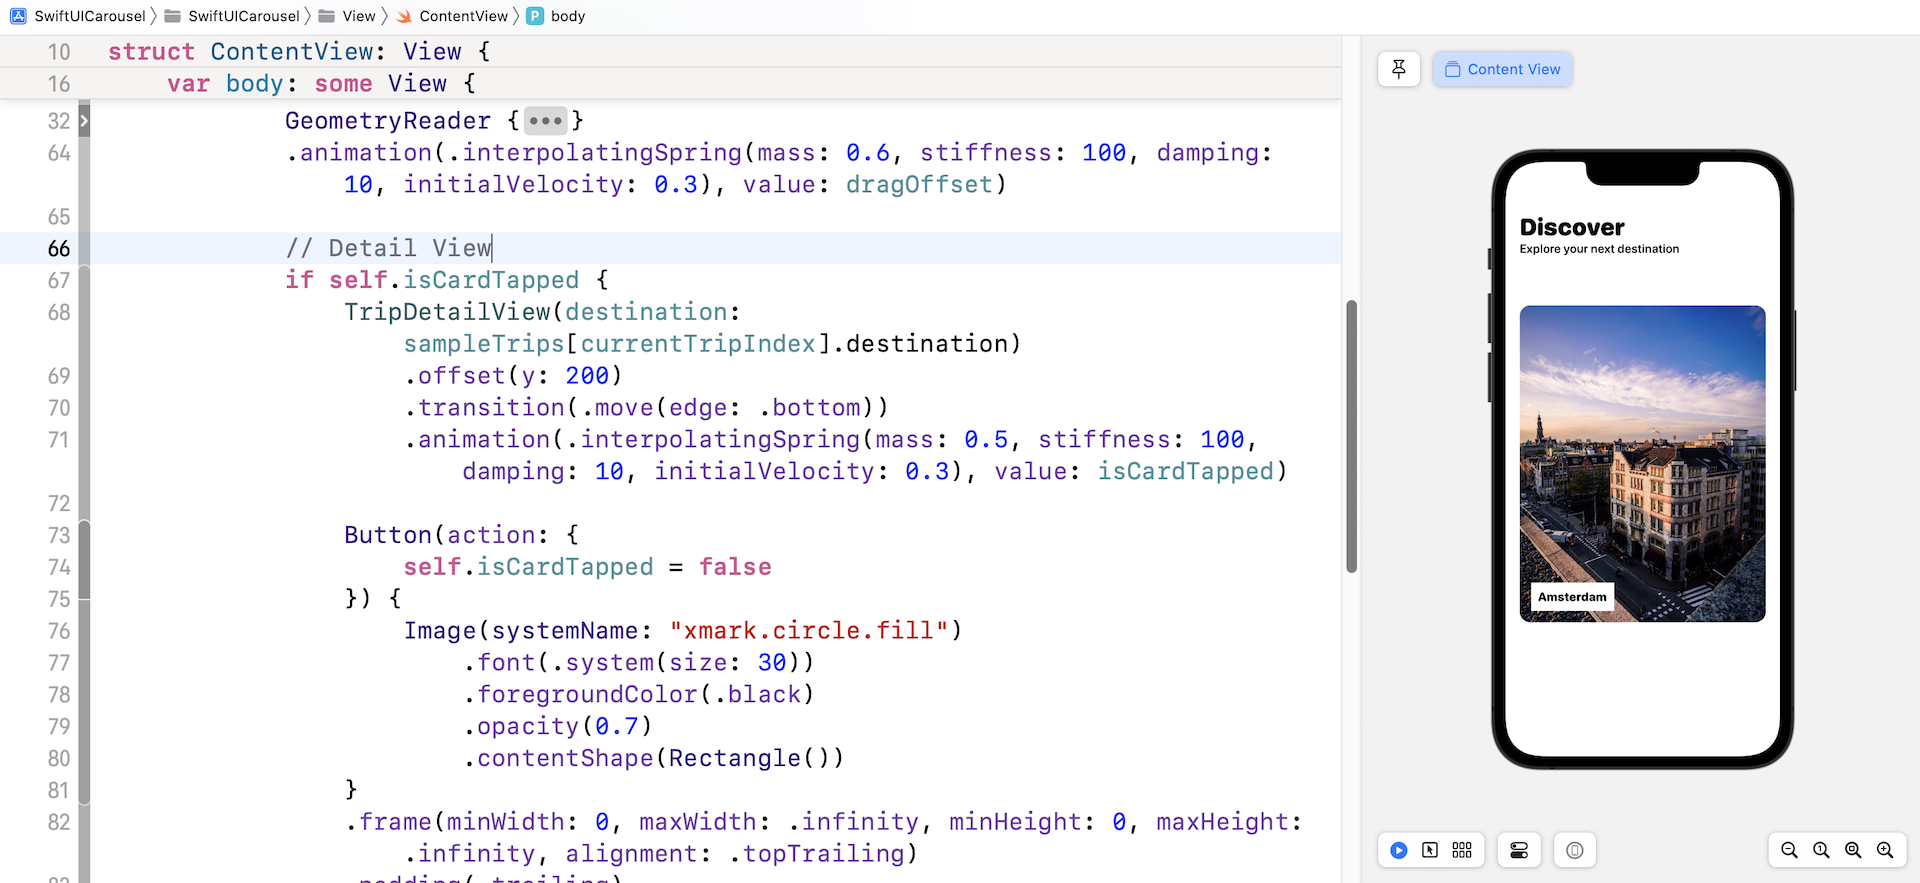 SwiftUICarousel 〉 SwiftUICarousel 〉 View 〉 ContentView 〉 P body
10 struct ContentView: View {
16 var body: some View {
32 GeometryReader {•••}
64 .animation(.interpolatingSpring(mass: 0.6, stiffness: 100, damping:
10, initialVelocity: 0.3), value: dragOffset)
65
66 // Detail View
67 if self.isCardTapped {
68 TripDetailView(destination:
sampleTrips[currentTripIndex].destination)
69 .offset(y: 200)
70 .transition(.move(edge: .bottom))
71 .animation(.interpolatingSpring(mass: 0.5, stiffness: 100,
damping: 10, initialVelocity: 0.3), value: isCardTapped)
72
73 Button(action: {
74 self.isCardTapped = false
75 }) {
76 Image(systemName: "xmark.circle.fill")
77 .font(.system(size: 30))
78 .foregroundColor(.black)
79 .opacity(0.7)
80 .contentShape(Rectangle())
81 }
82 .frame(minWidth: 0, maxWidth: .infinity, minHeight: 0, maxHeight:
.infinity, alignment: .topTrailing)
83 .padding(.trailing)
Content View
Discover
Explore your next destination
Amsterdam